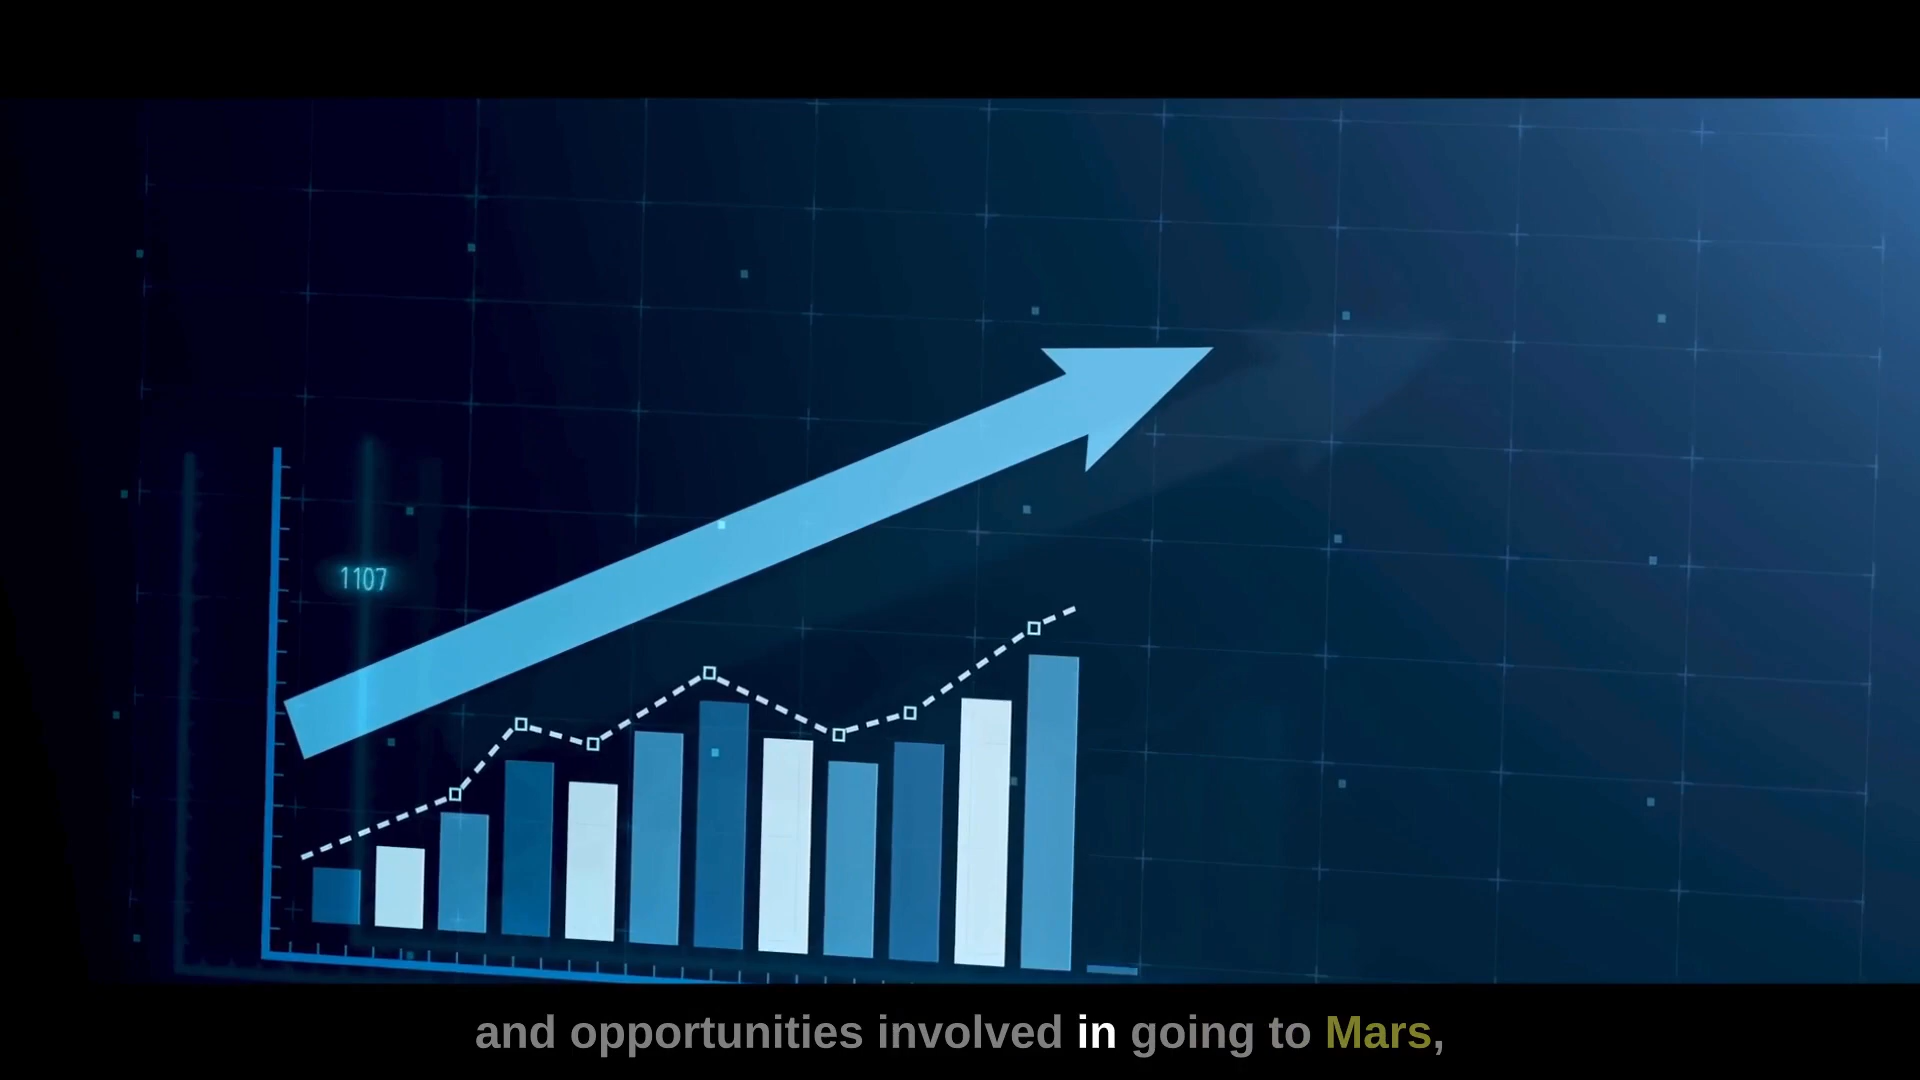 1107
and opportunities involved in going to Mars,